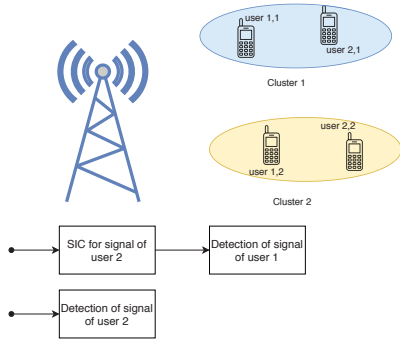 user 1,1
user 2,1
Cluster 1
user 2,2
user 1,2
Cluster 2
SIC for signal of
user 2
Detection of signal
of user 1
Detection of signal
of user 2